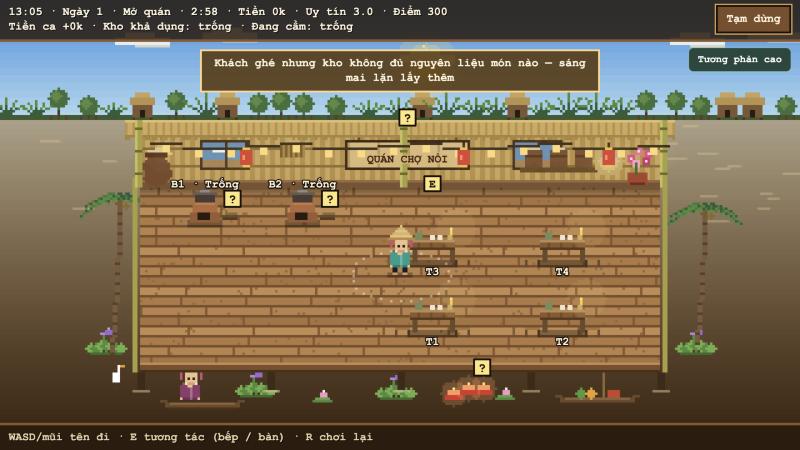 13:05 · Ngày 1 · Mở quán · 2:58 · Tiền 0k · Uy tín 3.0 · Điểm 300
Tiền ca +0k · Kho khả dụng: trống · Đang cầm: trống
Tạm dừng
Tương phản cao
Khách ghé nhưng kho không đủ nguyên liệu món nào — sáng
mai lặn lấy thêm
?
QUÁN CHỢ NỔI
B1 · Trống
B2 · Trống
E
?
?
T3
T4
T1
T2
?
WASD/mũi tên đi · E tương tác (bếp / bàn) · R chơi lại